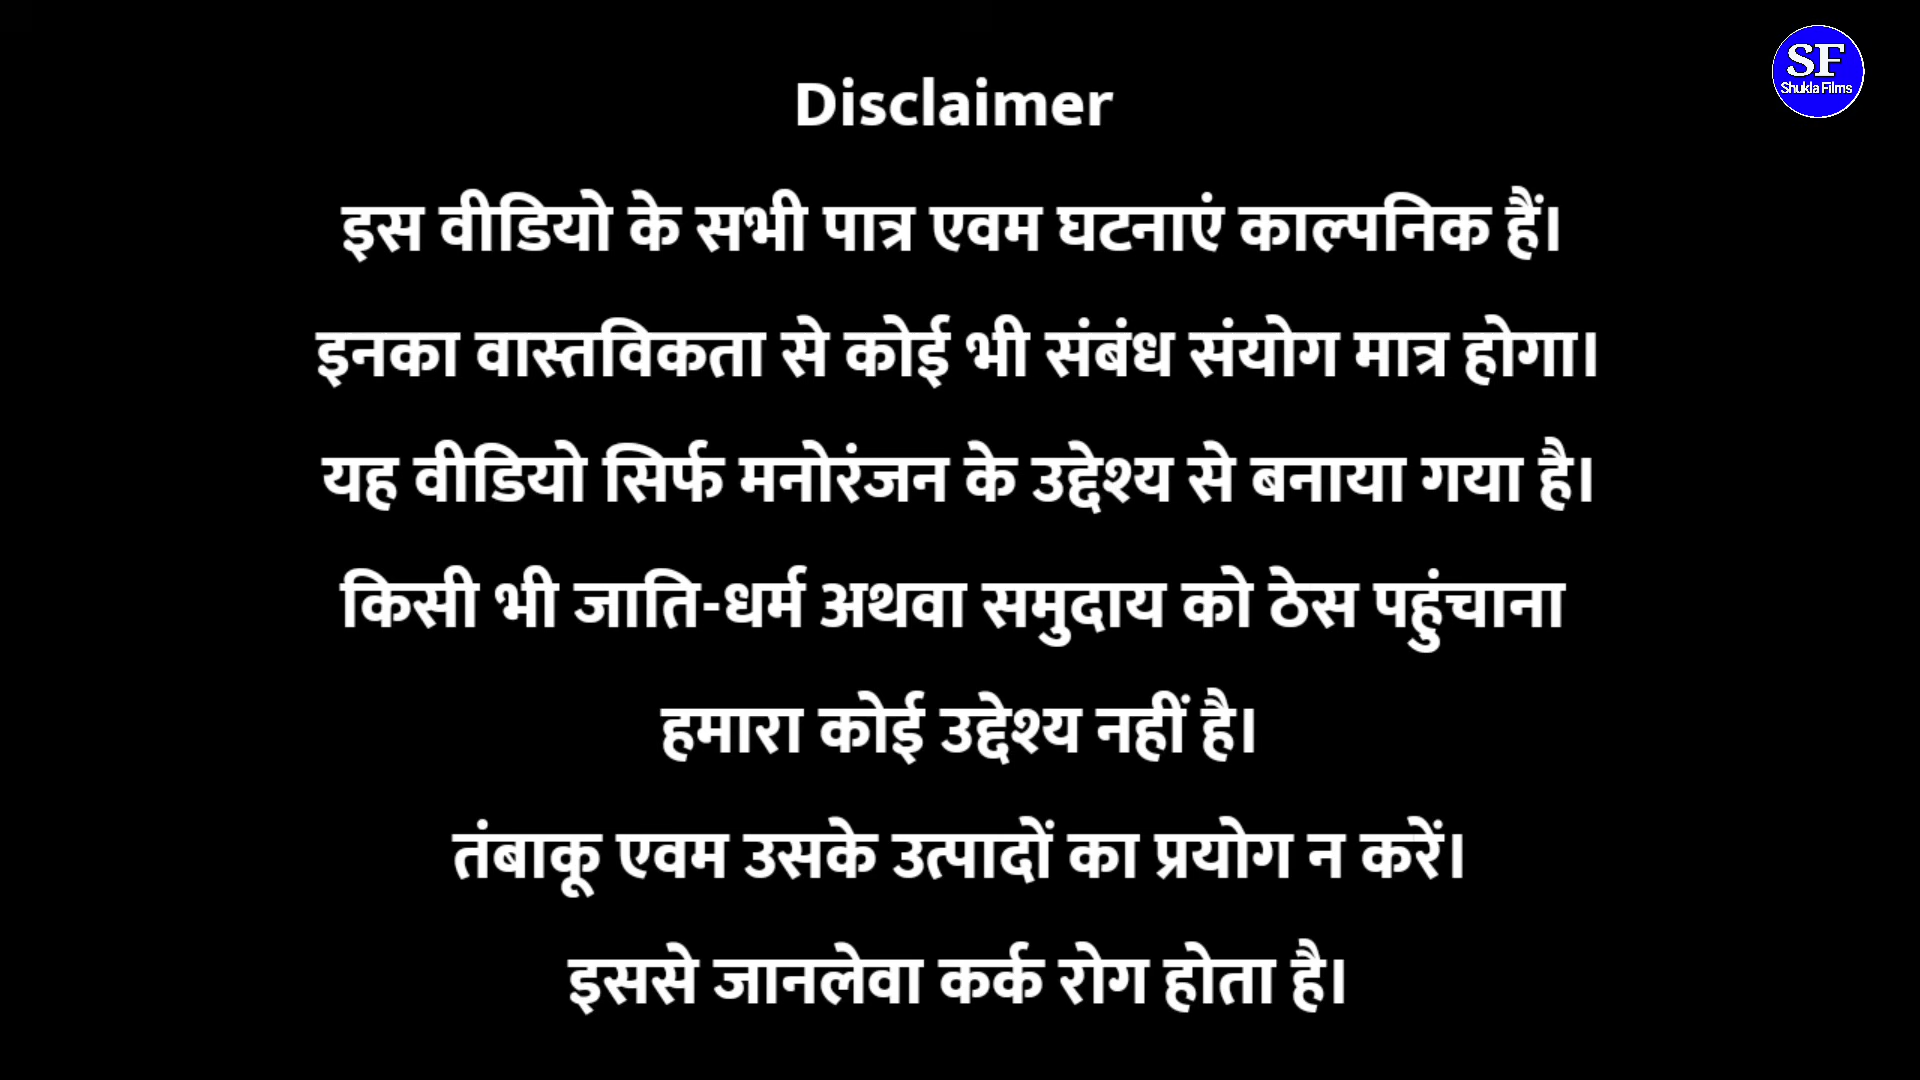 SF
Shukla Films
Disclaimer
इस वीडियो के सभी पात्र एवम घटनाएं काल्पनिक हैं।
इनका वास्तविकता से कोई भी संबंध संयोग मात्र होगा।
यह वीडियो सिर्फ मनोरंजन के उद्देश्य से बनाया गया है।
किसी भी जाति-धर्म अथवा समुदाय को ठेस पहुंचाना
हमारा कोई उद्देश्य नहीं है।
तंबाकू एवम उसके उत्पादों का प्रयोग न करें।
इससे जानलेवा कर्क रोग होता है।